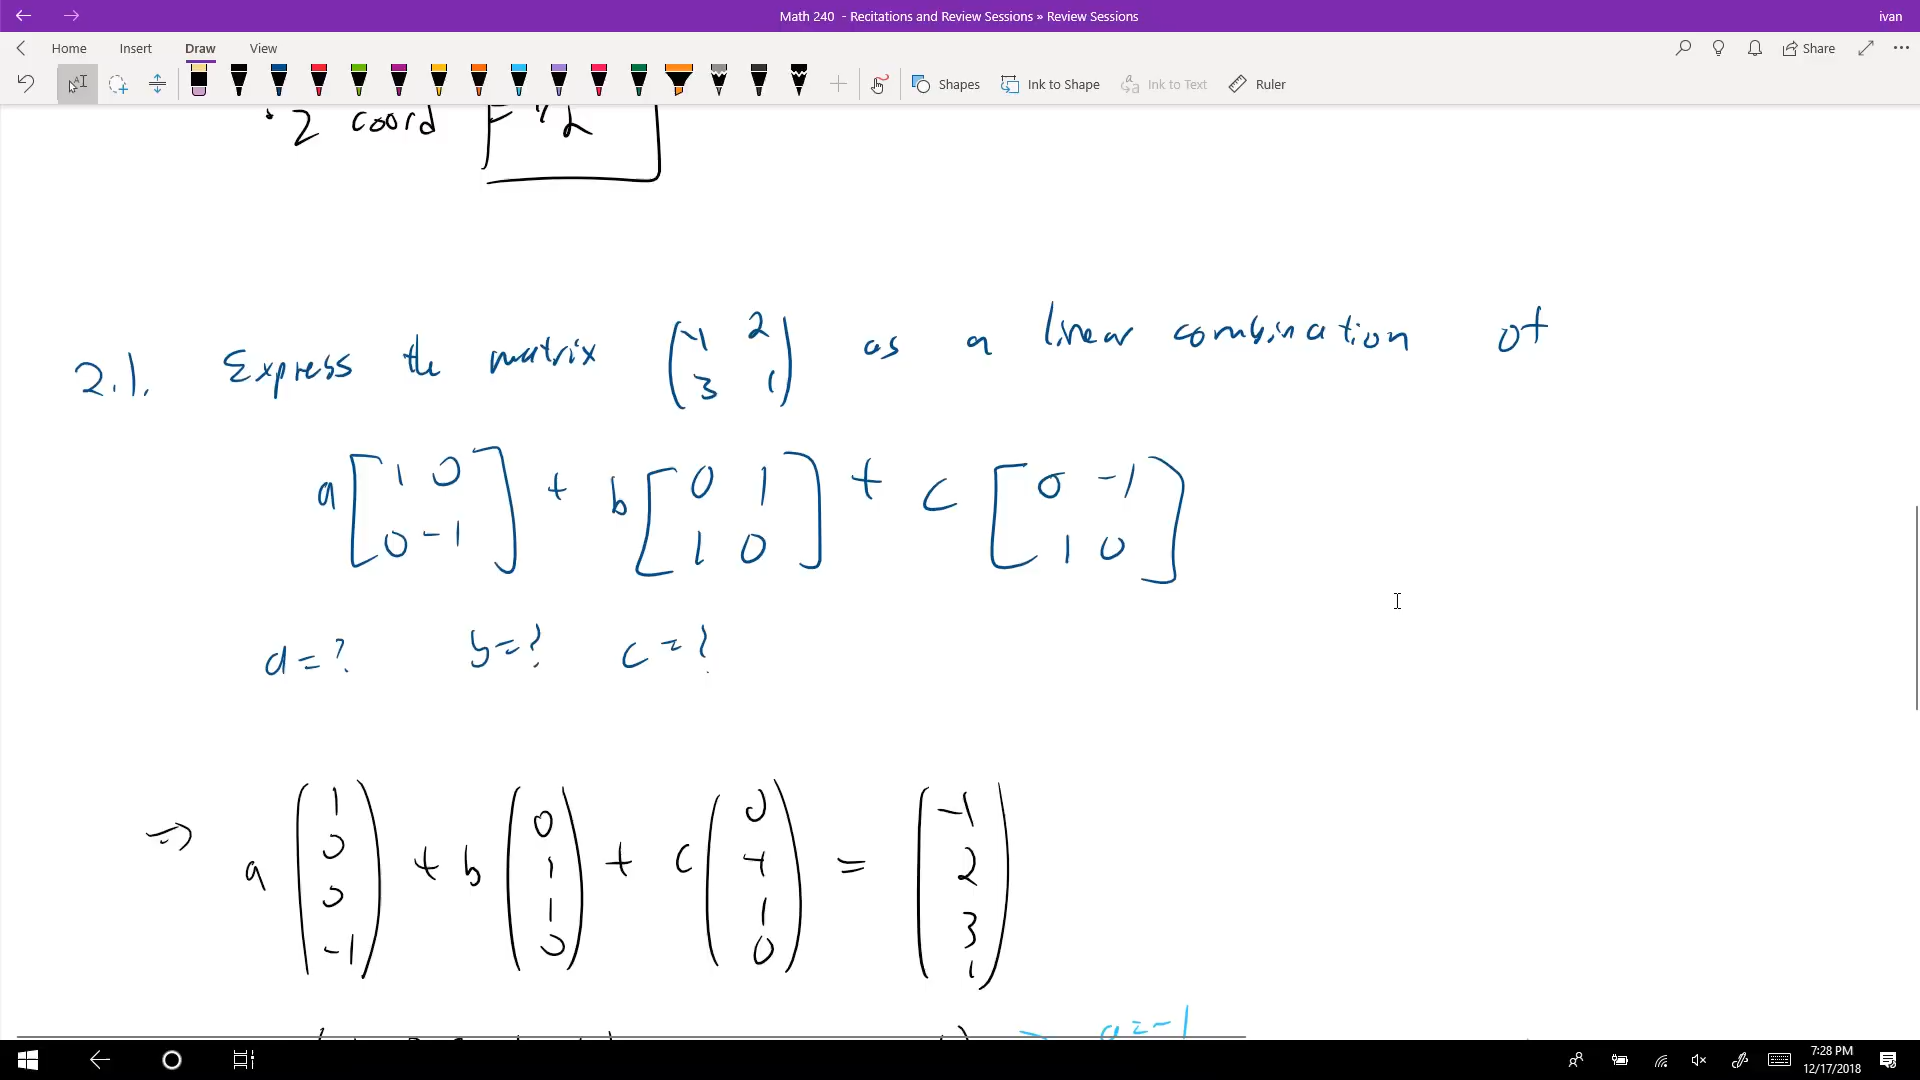 Math 240 - Recitations and Review Sessions » Review Sessions
ivan
Home Insert Draw View
Share
Shapes Ink to Shape Ink to Text Ruler
2 coord
2.1. Express the matrix (-1 2 3 1) as a linear combination of
a [1 0 0 -1] + b [0 1 1 0] + c [0 -1 1 0]
a=? b=? c=?
⇒ a (1 0 0 -1) + b (0 1 1 0) + c (0 -1 1 0) = (-1 2 3 1)
a=-1
7:28 PM
12/17/2018